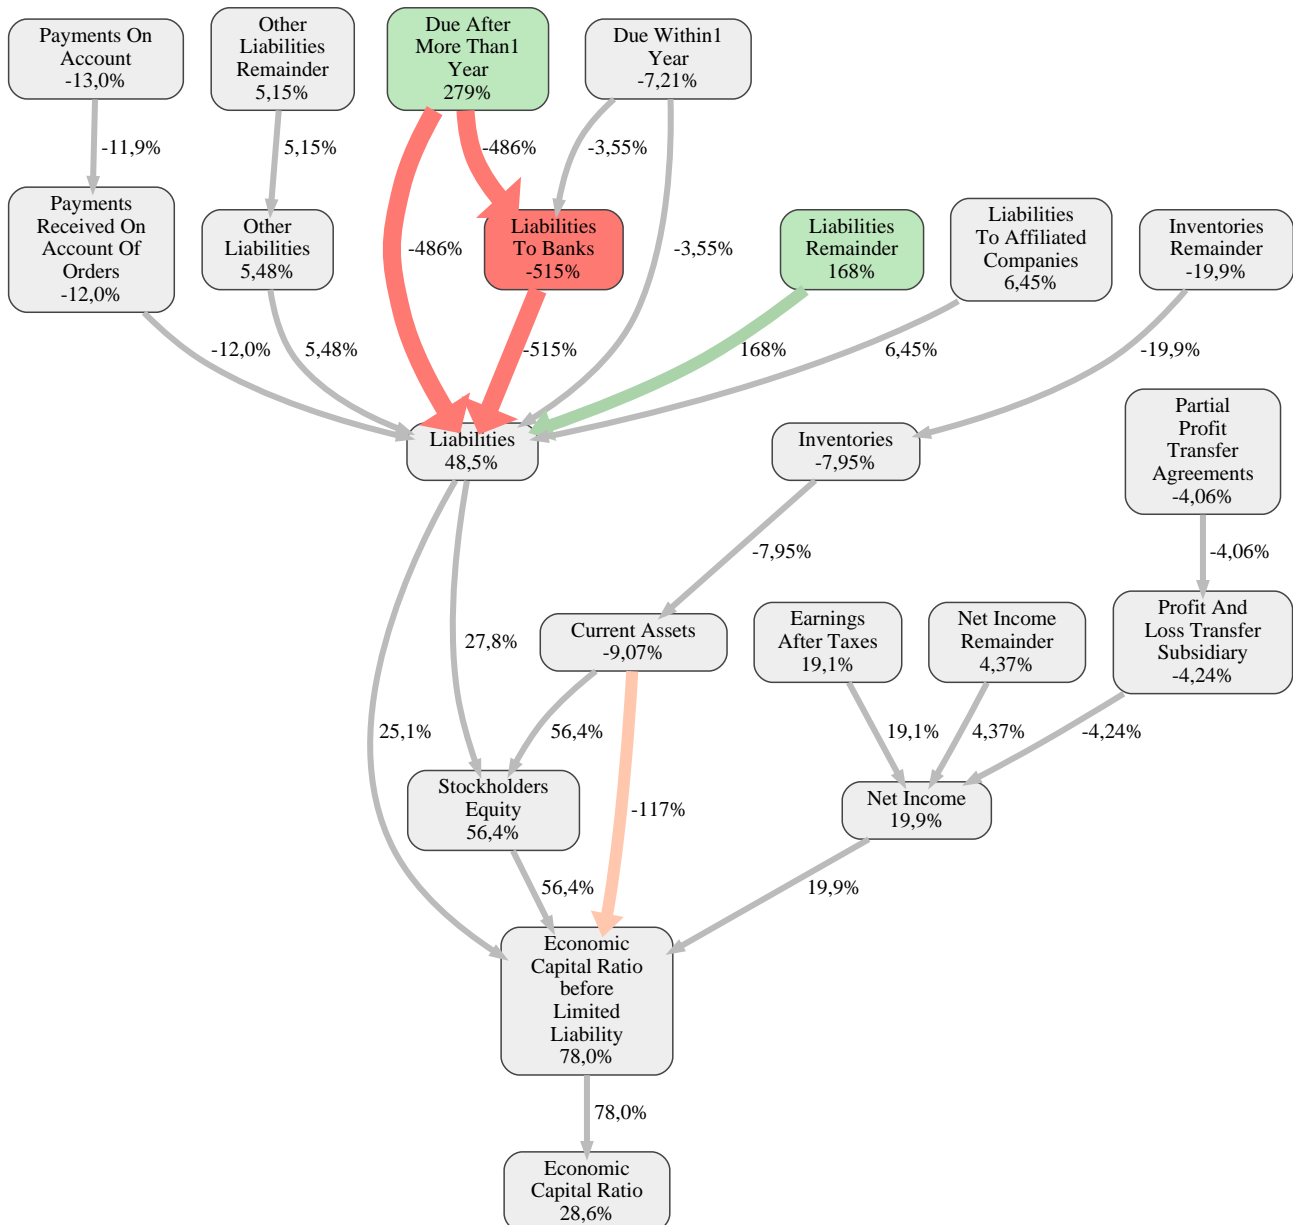 Payments On
Account
-13,0%
Other
Liabilities
Remainder
5,15%
Due After
More Than1
Year
279%
Due Within1
Year
-7,21%
-11,9%
5,15%
-486%
-3,55%
Payments
Received On
Account Of
Orders
-12,0%
Other
Liabilities
5,48%
-486%
Liabilities
To Banks
-515%
-3,55%
Liabilities
Remainder
168%
Liabilities
To Affiliated
Companies
6,45%
Inventories
Remainder
-19,9%
-12,0%
5,48%
-515%
168%
6,45%
-19,9%
Liabilities
48,5%
Inventories
-7,95%
Partial
Profit
Transfer
Agreements
-4,06%
-7,95%
-4,06%
27,8%
Current Assets
-9,07%
Earnings
After Taxes
19,1%
Net Income
Remainder
4,37%
Profit And
Loss Transfer
Subsidiary
-4,24%
25,1%
56,4%
-117%
19,1%
4,37%
-4,24%
Stockholders
Equity
56,4%
Net Income
19,9%
56,4%
19,9%
Economic
Capital Ratio
before
Limited
Liability
78,0%
78,0%
Economic
Capital Ratio
28,6%